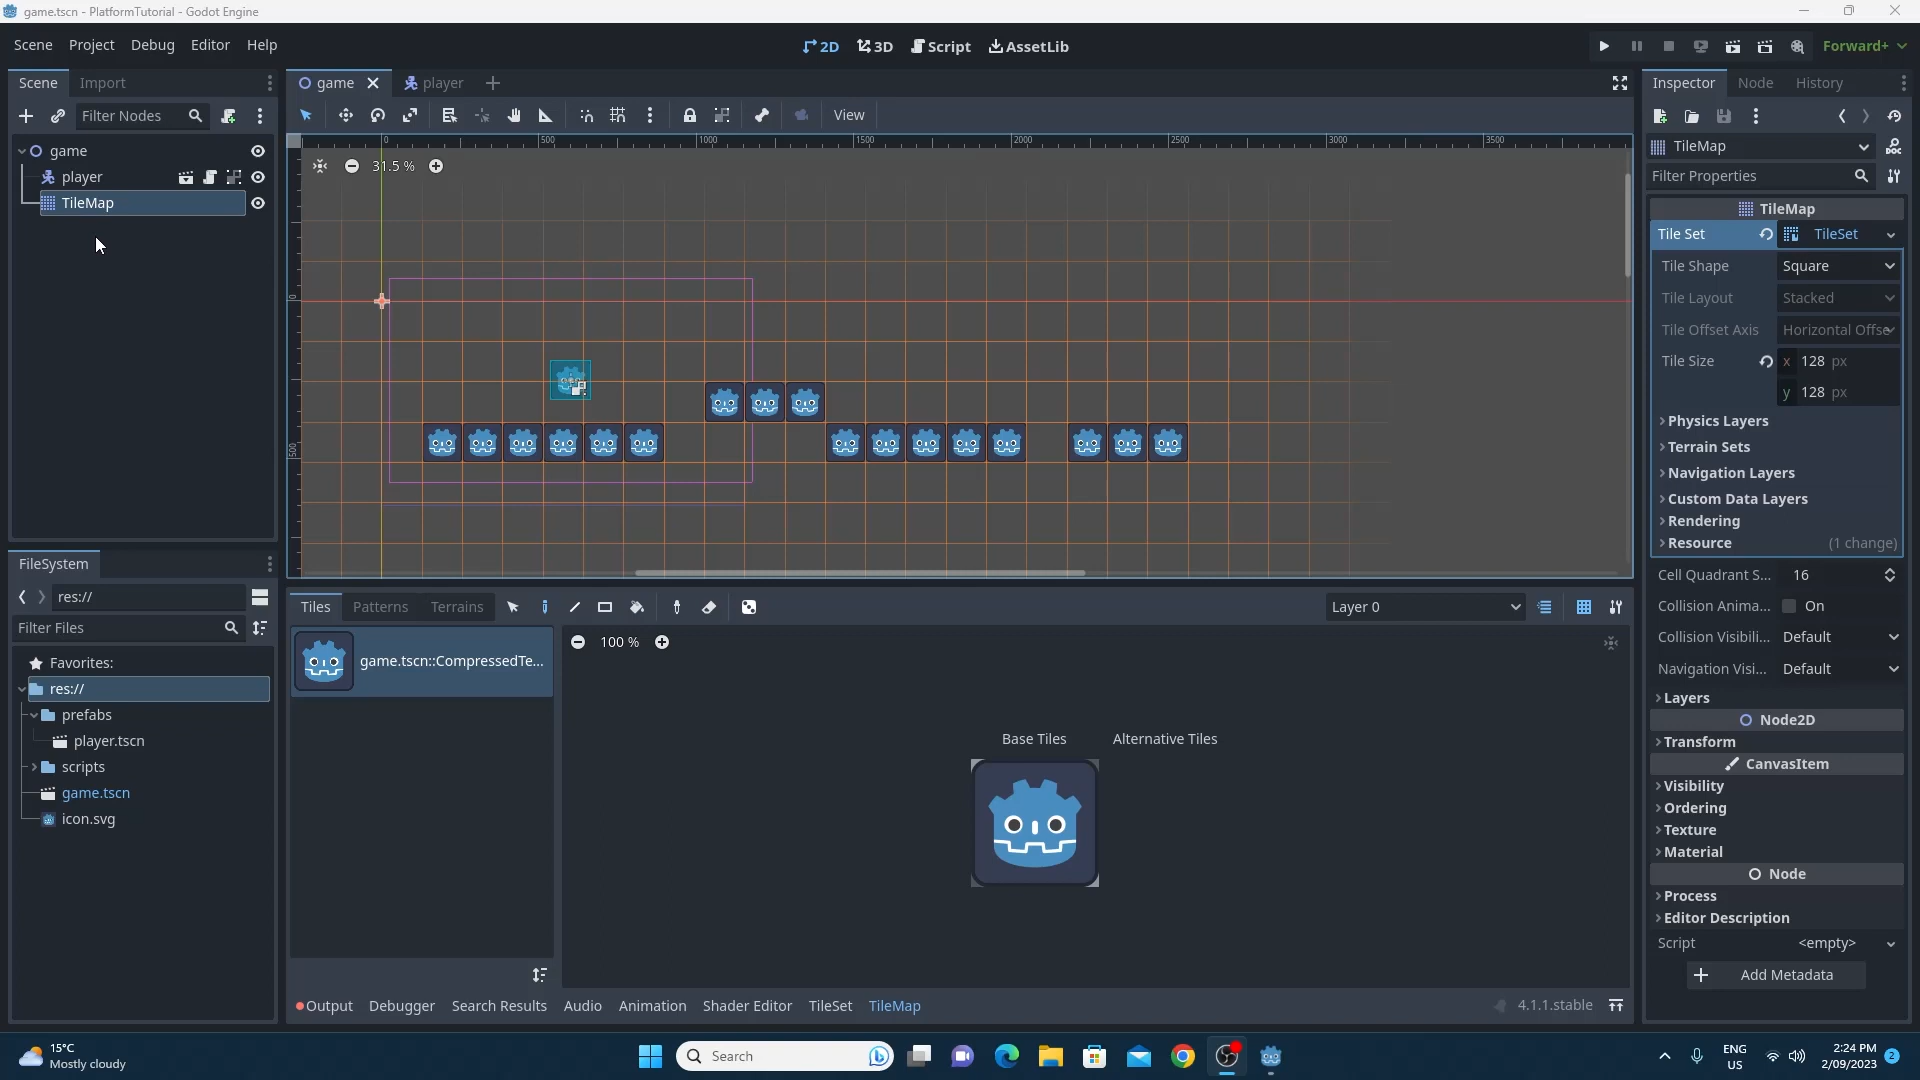 game.tscn - PlatformTutorial - Godot Engine
Scene Project Debug Editor Help
2D 3D Script AssetLib
Forward+
Scene Import
Filter Nodes
game
player
TileMap
game player
View
0 500 1000 1500 2000 2500 3000 3500
31.5 %
0
500
Inspector Node History
TileMap
Filter Properties
TileMap
Tile Set TileSet
Tile Shape Square
Tile Layout Stacked
Tile Offset Axis Horizontal Offse
Tile Size x 128 px
y 128 px
Physics Layers
Terrain Sets
Navigation Layers
Custom Data Layers
Rendering
Resource (1 change)
Cell Quadrant S... 16
Collision Anima... On
Collision Visibili... Default
Navigation Visi... Default
Layers
Node2D
Transform
CanvasItem
Visibility
Ordering
Texture
Material
Node
Process
Editor Description
Script <empty>
Add Metadata
FileSystem
res://
Filter Files
Favorites:
res://
prefabs
player.tscn
scripts
game.tscn
icon.svg
Tiles Patterns Terrains
Layer 0
game.tscn::CompressedTe...
100 %
Base Tiles Alternative Tiles
Output Debugger Search Results Audio Animation Shader Editor TileSet TileMap
4.1.1.stable
15°C
Mostly cloudy
Search
ENG
US
2:24 PM
2/09/2023
2